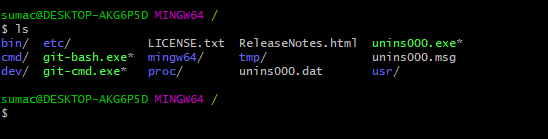 sumac@DESKTOP-AKG6P5D MINGW64 /
$ ls
bin/ etc/ LICENSE.txt ReleaseNotes.html unins000.exe*
cmd/ git-bash.exe* mingw64/ tmp/ unins000.msg
dev/ git-cmd.exe* proc/ unins000.dat usr/
sumac@DESKTOP-AKG6P5D MINGW64 /
$